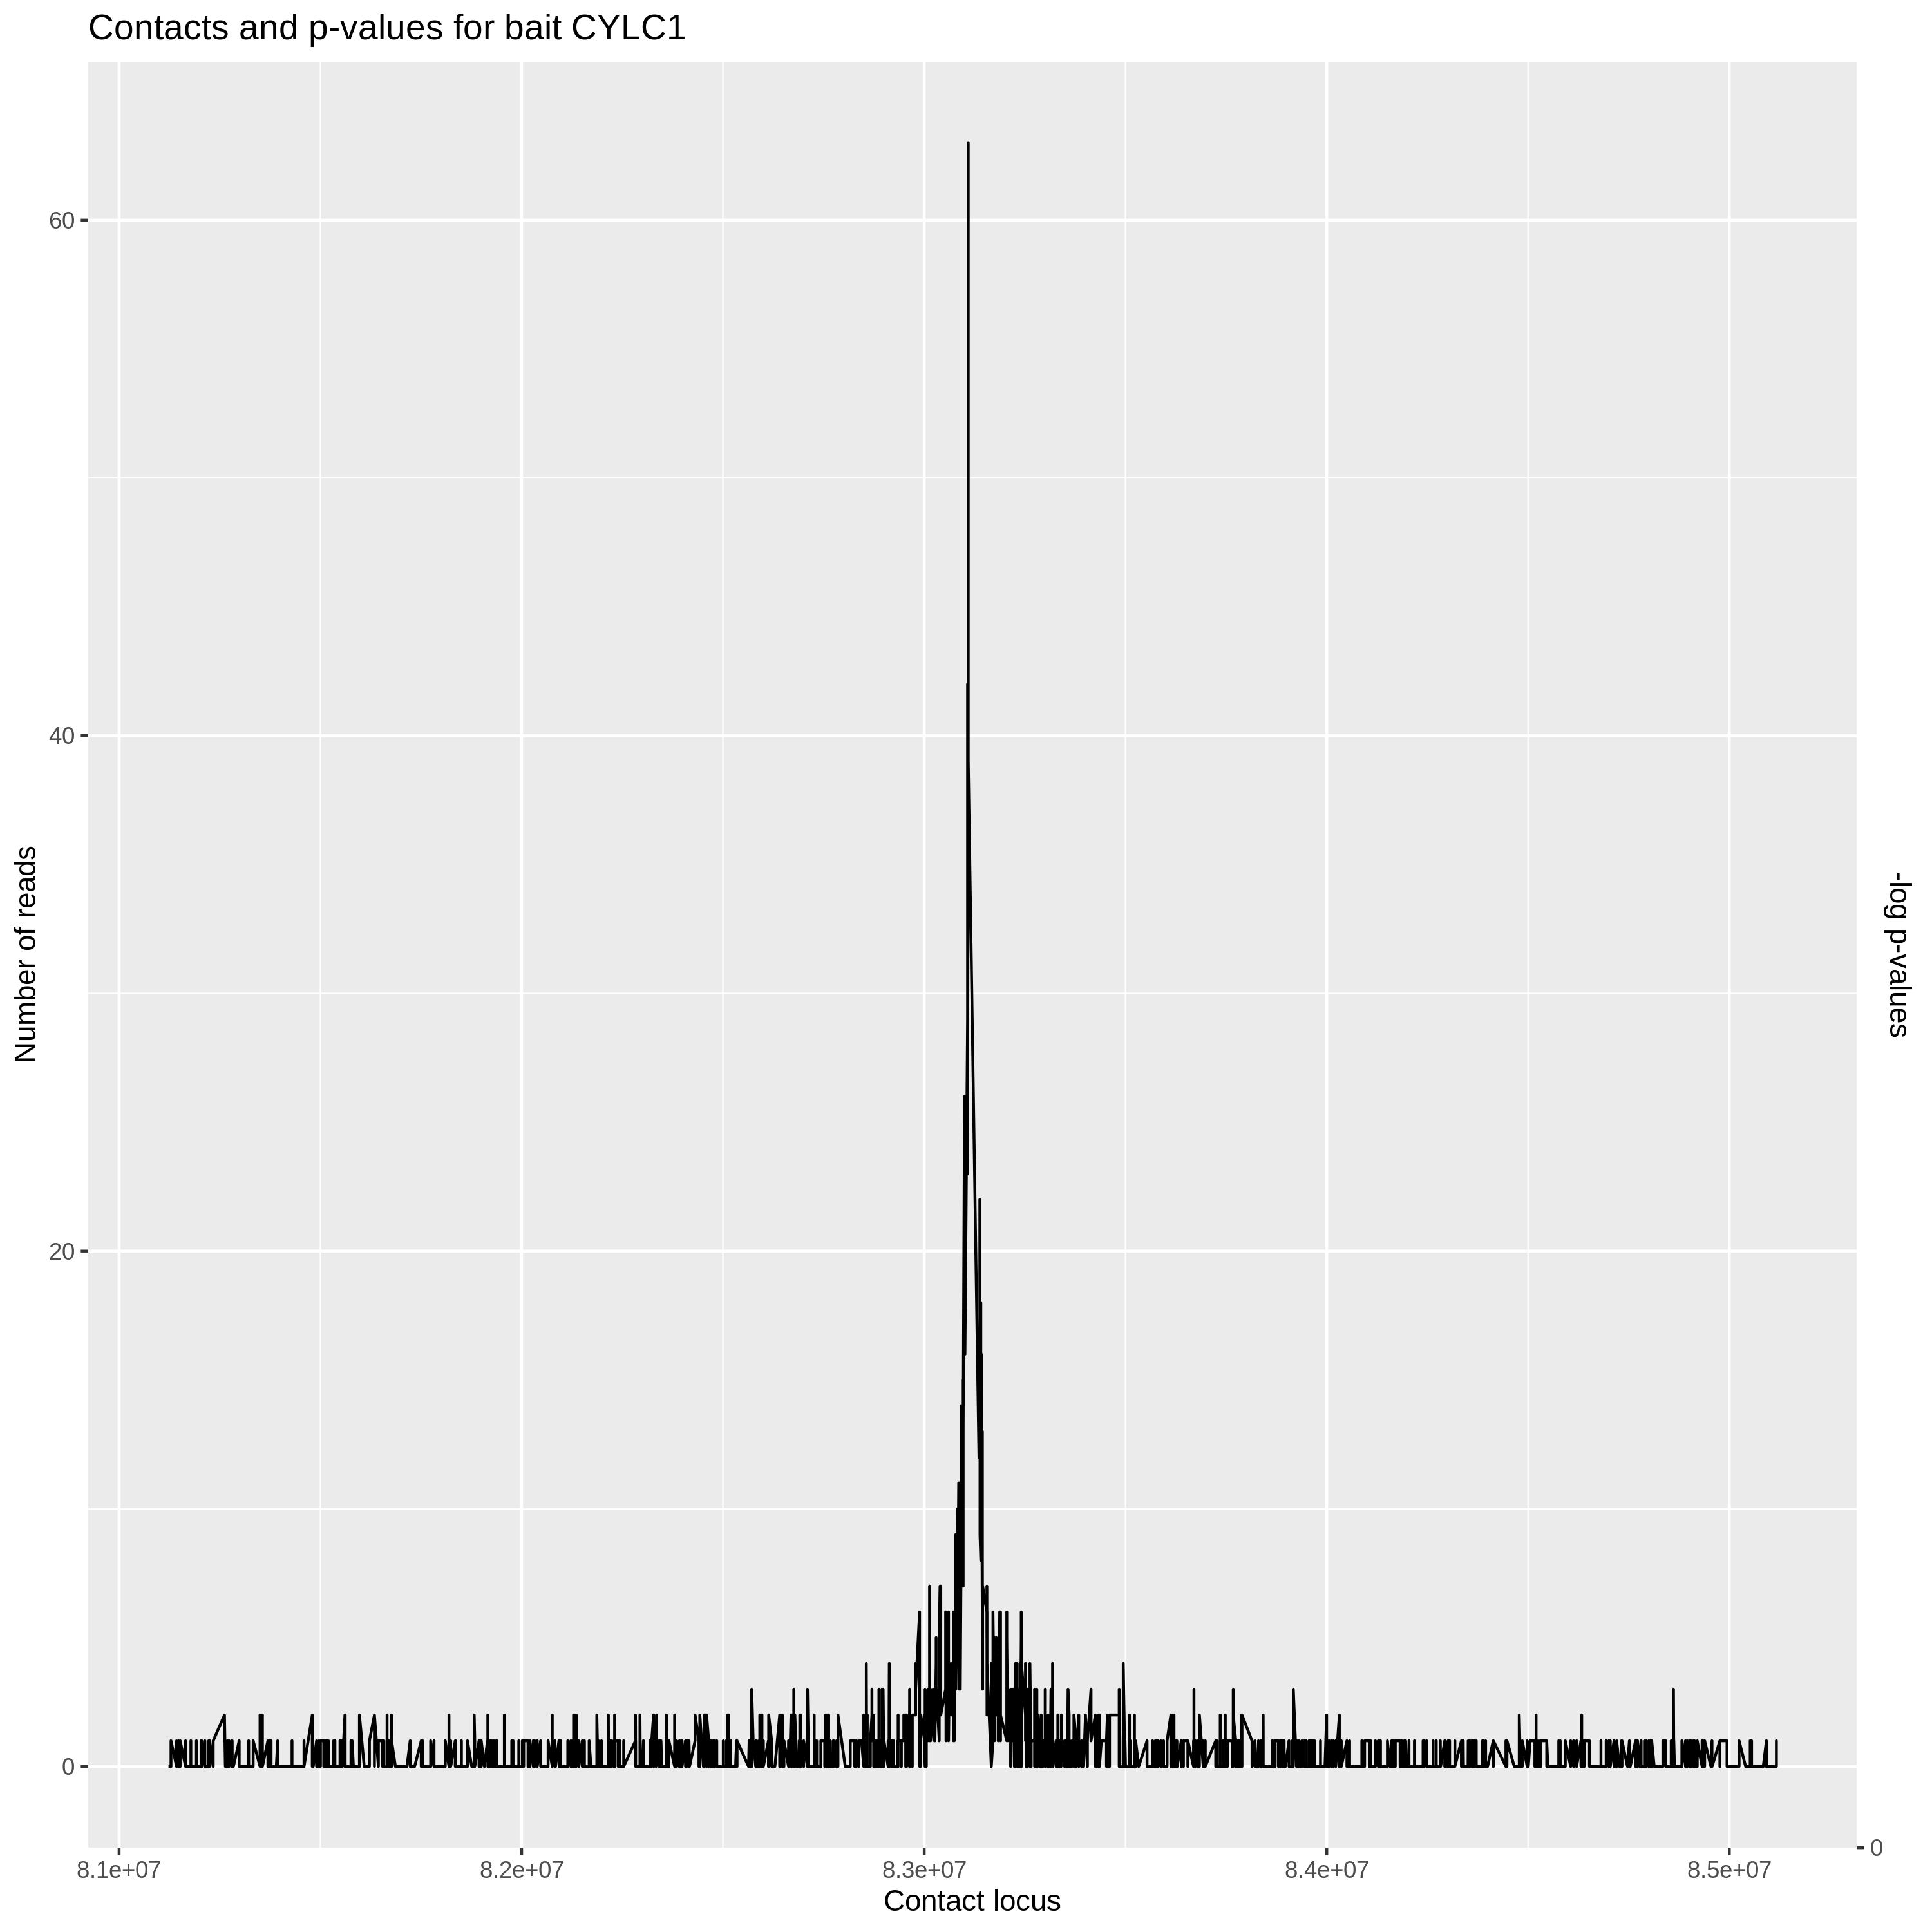 Contacts and p-values for bait CYLC1
60
40
20
0
Number of reads
-log p-values
0
8.1e+07
8.2e+07
8.3e+07
8.4e+07
8.5e+07
Contact locus